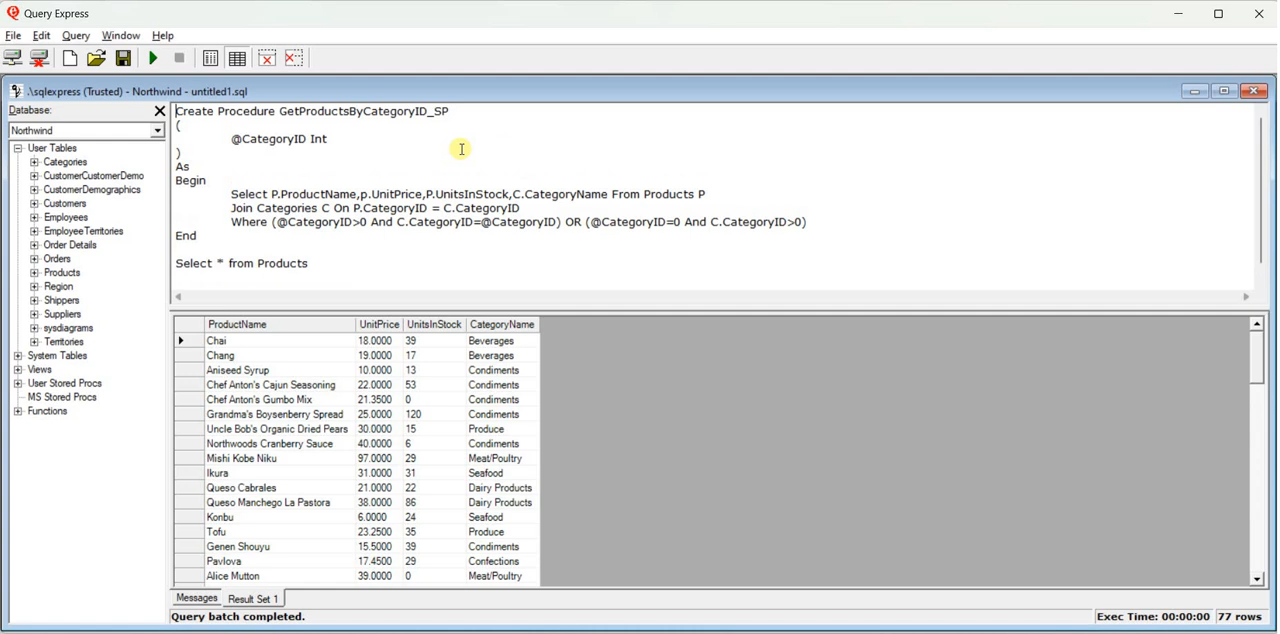 Query Express
File Edit Query Window Help
.\sqlexpress (Trusted) - Northwind - untitled1.sql
Database:
Northwind
User Tables
Categories
CustomerCustomerDemo
CustomerDemographics
Customers
Employees
EmployeeTerritories
Order Details
Orders
Products
Region
Shippers
Suppliers
sysdiagrams
Territories
System Tables
Views
User Stored Procs
MS Stored Procs
Functions
Create Procedure GetProductsByCategoryID_SP
(
@CategoryID Int
)
As
Begin
Select P.ProductName,p.UnitPrice,P.UnitsInStock,C.CategoryName From Products P
Join Categories C On P.CategoryID = C.CategoryID
Where (@CategoryID>0 And C.CategoryID=@CategoryID) OR (@CategoryID=0 And C.CategoryID>0)
End
Select * from Products
ProductName UnitPrice UnitsInStock CategoryName
Chai 18.0000 39 Beverages
Chang 19.0000 17 Beverages
Aniseed Syrup 10.0000 13 Condiments
Chef Anton's Cajun Seasoning 22.0000 53 Condiments
Chef Anton's Gumbo Mix 21.3500 0 Condiments
Grandma's Boysenberry Spread 25.0000 120 Condiments
Uncle Bob's Organic Dried Pears 30.0000 15 Produce
Northwoods Cranberry Sauce 40.0000 6 Condiments
Mishi Kobe Niku 97.0000 29 Meat/Poultry
Ikura 31.0000 31 Seafood
Queso Cabrales 21.0000 22 Dairy Products
Queso Manchego La Pastora 38.0000 86 Dairy Products
Konbu 6.0000 24 Seafood
Tofu 23.2500 35 Produce
Genen Shouyu 15.5000 39 Condiments
Pavlova 17.4500 29 Confections
Alice Mutton 39.0000 0 Meat/Poultry
Messages Result Set 1
Query batch completed. Exec Time: 00:00:00 77 rows